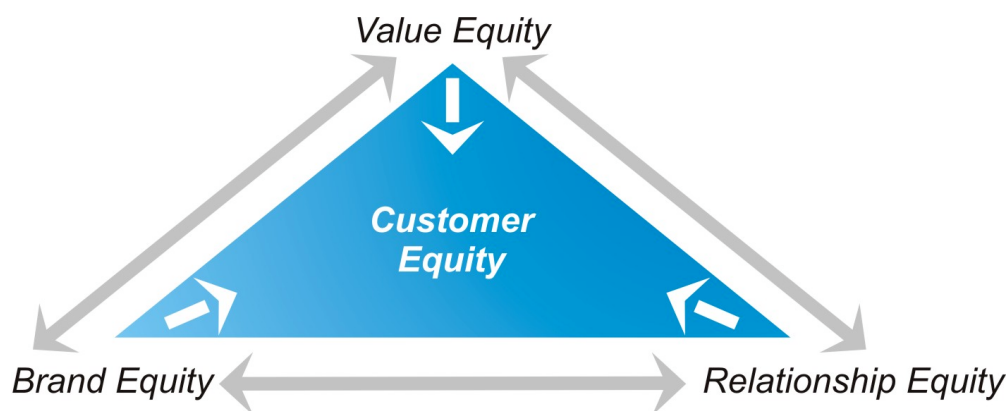 Value Equity
Customer
Equity
Brand Equity
Relationship Equity